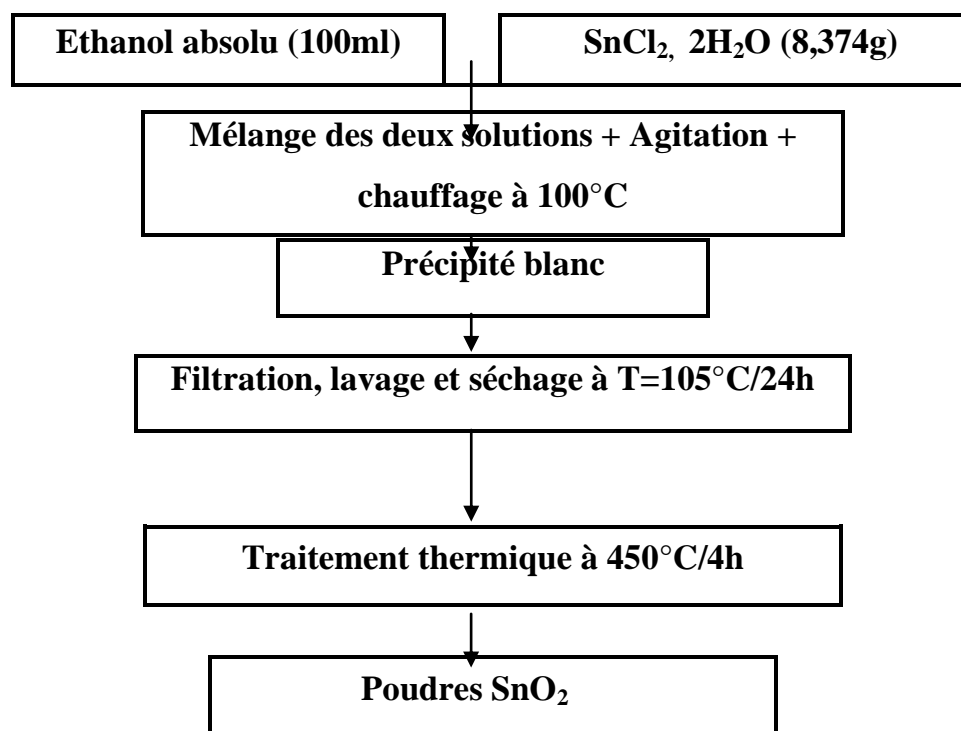 Ethanol absolu (100ml)
SnCl₂, 2H₂O (8,374g)
Mélange des deux solutions + Agitation +
chauffage à 100°C
Précipité blanc
Filtration, lavage et séchage à T=105°C/24h
Traitement thermique à 450°C/4h
Poudres SnO₂